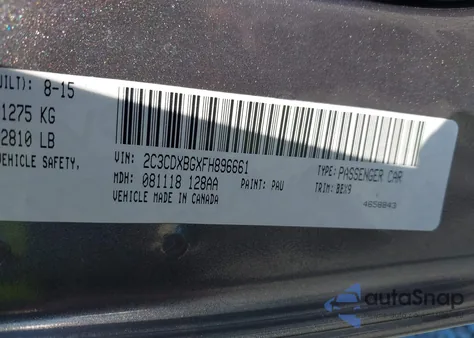 UILT): 8-15
1275 KG
2810 LB
VEHICLE SAFETY,
VIN: 2C3CDXBGXFH896661
TYPE: PASSENGER CAR
MDH: 081118 128AA
PAINT: PAU
TRIM: BEX9
VEHICLE MADE IN CANADA
4658843
autoSnap